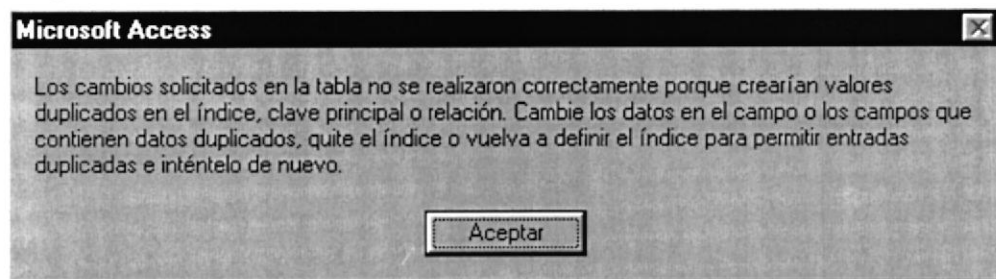 Microsoft Access
Los cambios solicitados en la tabla no se realizaron correctamente porque crearían valores
duplicados en el índice, clave principal o relación. Cambie los datos en el campo o los campos que
contienen datos duplicados, quite el índice o vuelva a definir el índice para permitir entradas
duplicadas e inténtelo de nuevo.
Aceptar